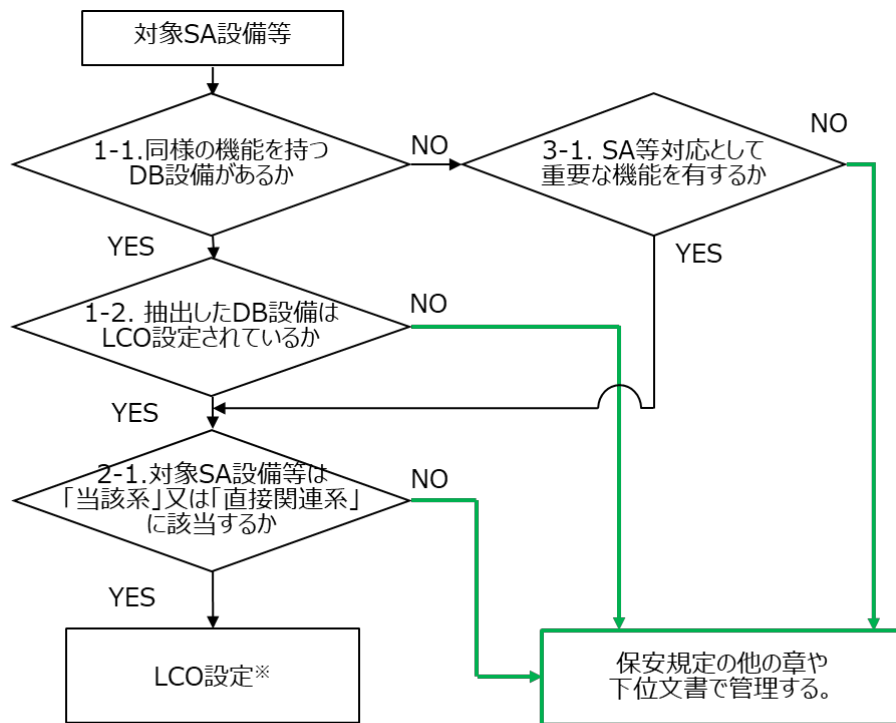 対象SA設備等
1-1.同様の機能を持つ
DB設備があるか
NO
3-1. SA等対応として
重要な機能を有するか
NO
YES
YES
1-2. 抽出したDB設備は
LCO設定されているか
NO
YES
2-1.対象SA設備等は
「当該系」又は「直接関連系」
に該当するか
NO
YES
LCO設定※
保安規定の他の章や
下位文書で管理する。